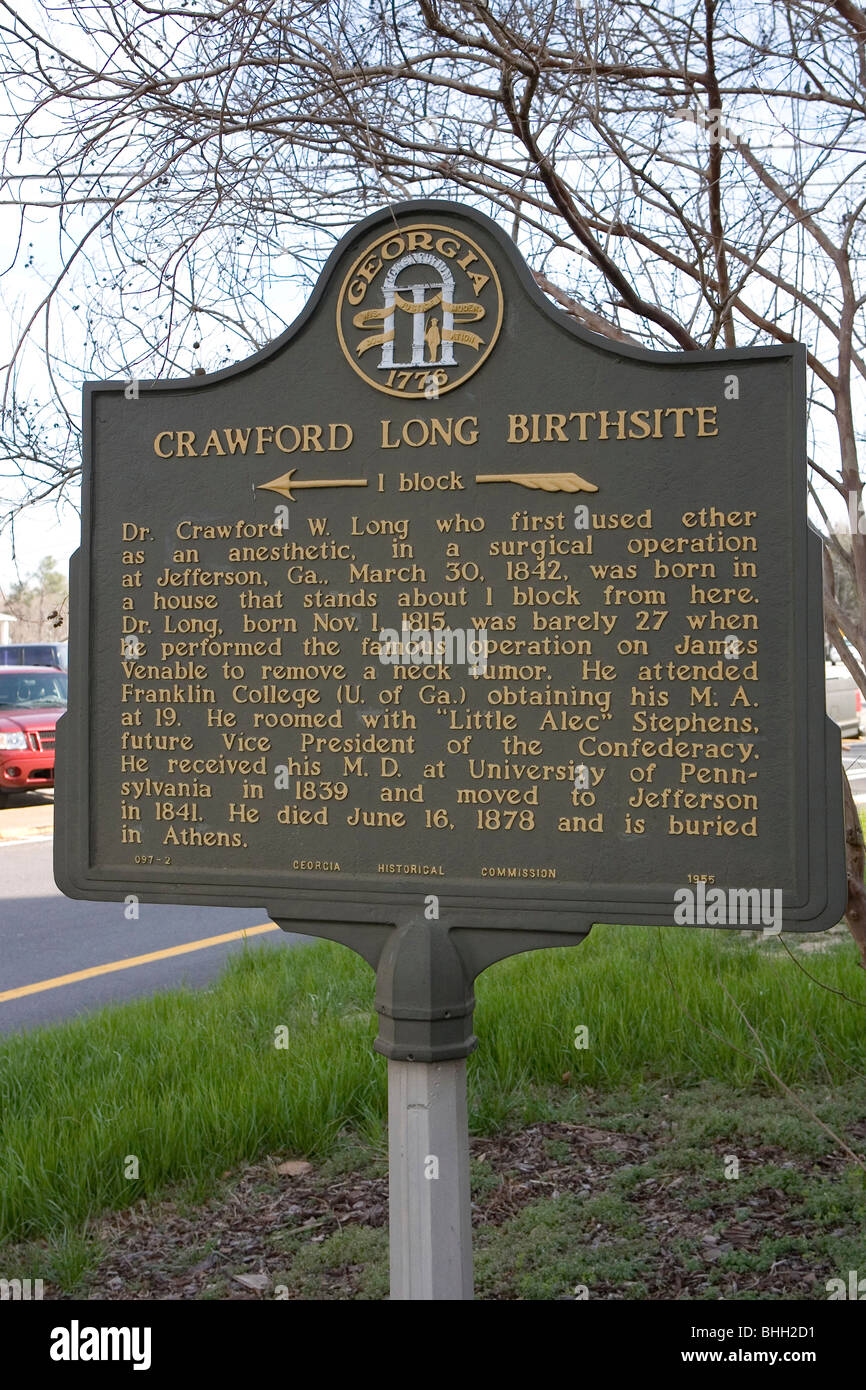 GEORGIA
1776
CRAWFORD LONG BIRTHSITE
1 block
Dr. Crawford W. Long who first used ether
as an anesthetic, in a surgical operation
at Jefferson, Ga., March 30, 1842, was born in
a house that stands about 1 block from here.
Dr. Long, born Nov. 1, 1815, was barely 27 when
he performed the famous operation on James
Venable to remove a neck tumor. He attended
Franklin College (U. of Ga.) obtaining his M. A.
at 19. He roomed with "Little Alec" Stephens,
future Vice President of the Confederacy.
He received his M. D. at University of Penn-
sylvania in 1839 and moved to Jefferson
in 1841. He died June 16, 1878 and is buried
in Athens.
097-2 GEORGIA HISTORICAL COMMISSION 1955
alamy
alamy
Image ID: BHH2D1
www.alamy.com